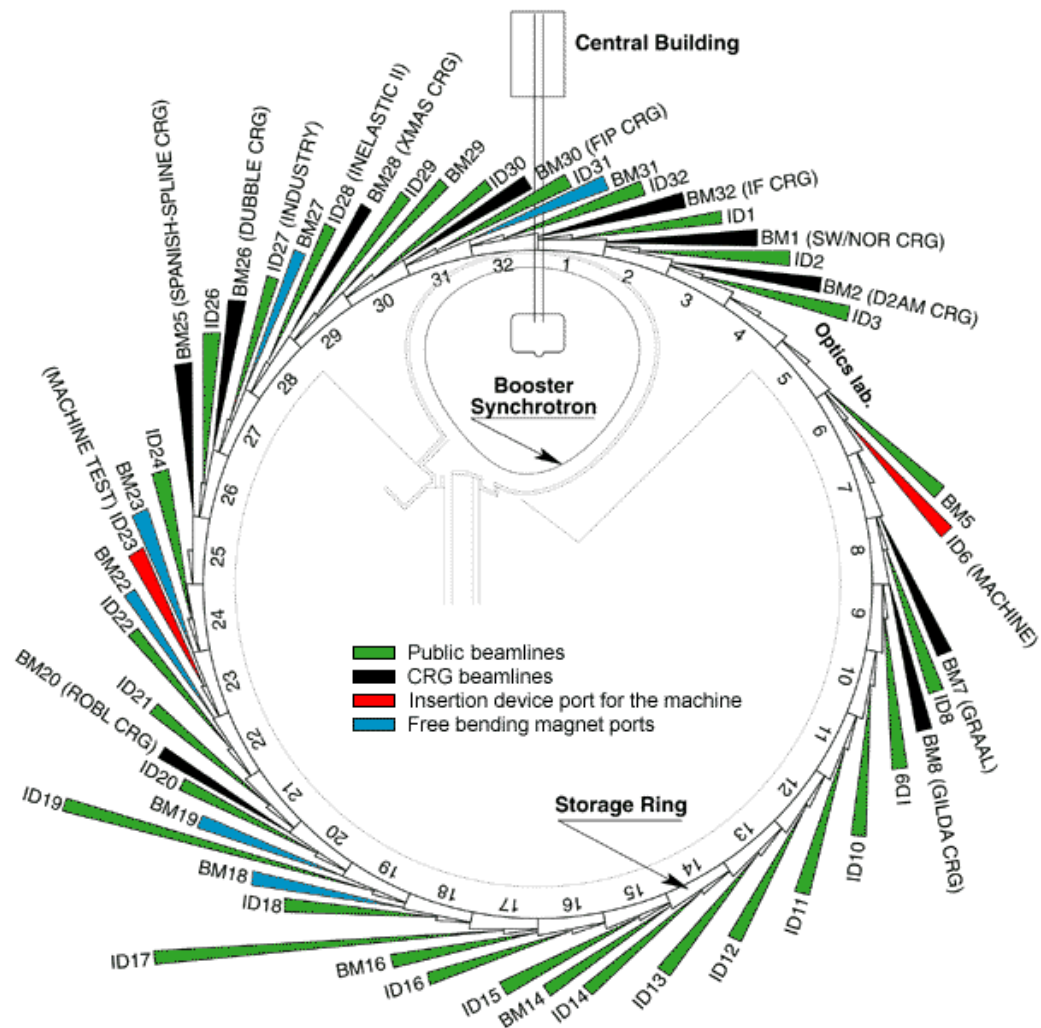 Central Building
BM25 (SPANISH-SPLINE CRG)
ID26
BM26 (DUBBLE CRG)
ID27 (INDUSTRY)
BM27
ID28 (INELASTIC II)
BM28 (XMAS CRG)
ID29
BM29
ID30
BM30 (FIP CRG)
ID31
BM31
ID32
BM32 (IF CRG)
ID1
BM1 (SW/NOR CRG)
ID2
BM2 (D2AM CRG)
ID3
Optics lab.
BM5
ID6 (MACHINE)
BM7 (GRAAL)
ID8
BM8 (GILDA CRG)
ID9
ID10
ID11
ID12
ID13
ID14
BM14
ID15
ID16
BM16
ID17
ID18
BM18
BM19
ID19
ID20
BM20 (ROBL CRG)
ID21
ID22
BM22
(MACHINE TEST) ID23
BM23
ID24
1
2
3
4
5
6
7
8
9
10
11
12
13
14
15
16
17
18
19
20
21
22
23
24
25
26
27
28
29
30
31
32
Booster
Synchrotron
Public beamlines
CRG beamlines
Insertion device port for the machine
Free bending magnet ports
Storage Ring